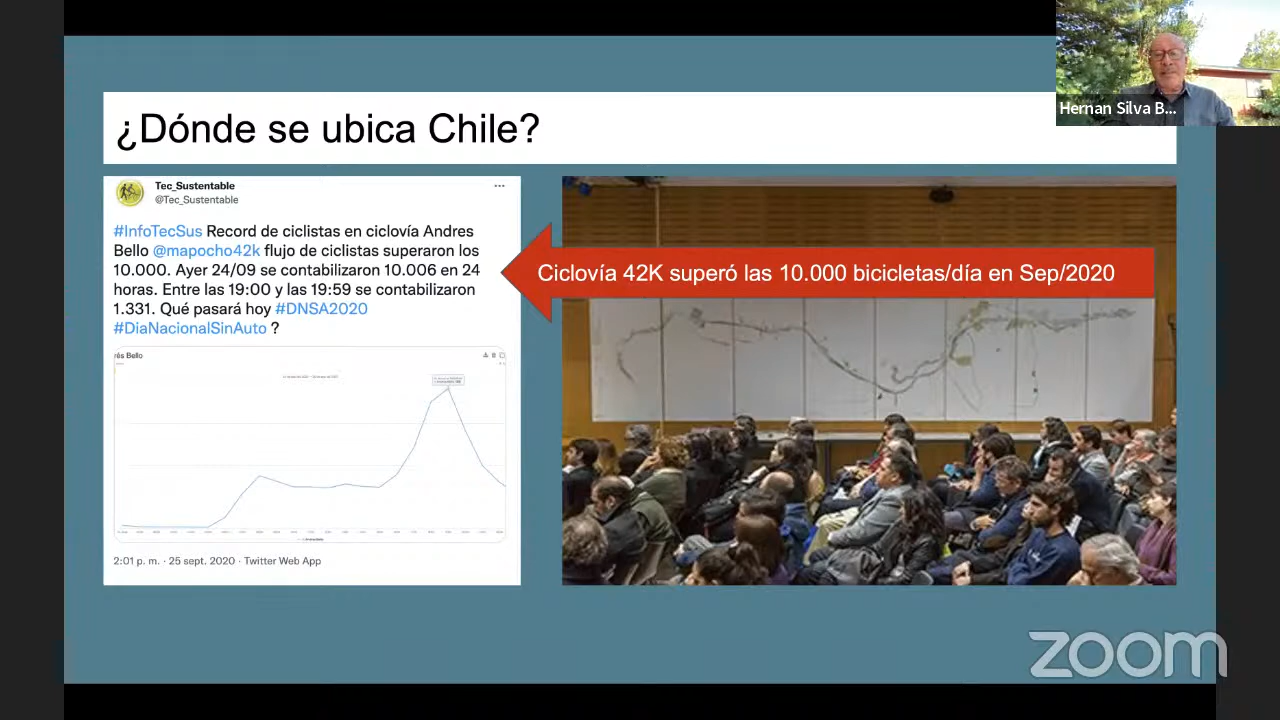 Hernan Silva B...
¿Dónde se ubica Chile?
Tec_Sustentable
@Tec_Sustentable
#InfoTecSus Record de ciclistas en ciclovía Andres
Bello @mapocho42k flujo de ciclistas superaron los
10.000. Ayer 24/09 se contabilizaron 10.006 en 24
horas. Entre las 19:00 y las 19:59 se contabilizaron
1.331. Qué pasará hoy #DNSA2020
#DiaNacionalSinAuto ?
rés Bello
2:01 p. m. · 25 sept. 2020 · Twitter Web App
Ciclovía 42K superó las 10.000 bicicletas/día en Sep/2020
zoom